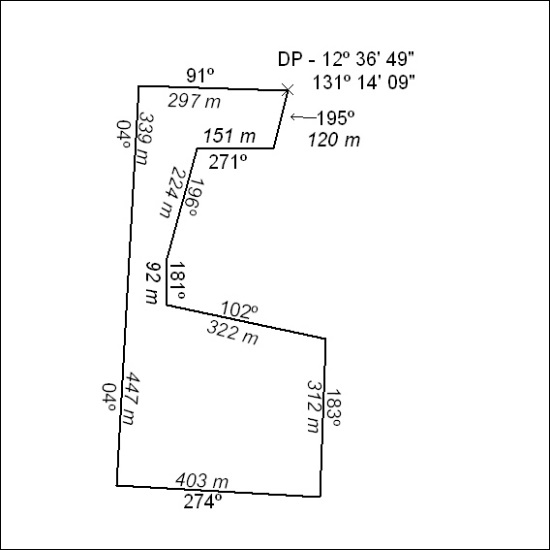 DP - 12º 36' 49"
131º 14' 09"
91º
297 m
195º
120 m
151 m
271º
04º
339 m
224 m
196º
92 m
181º
102º
322 m
04º
447 m
312 m
183º
403 m
274º